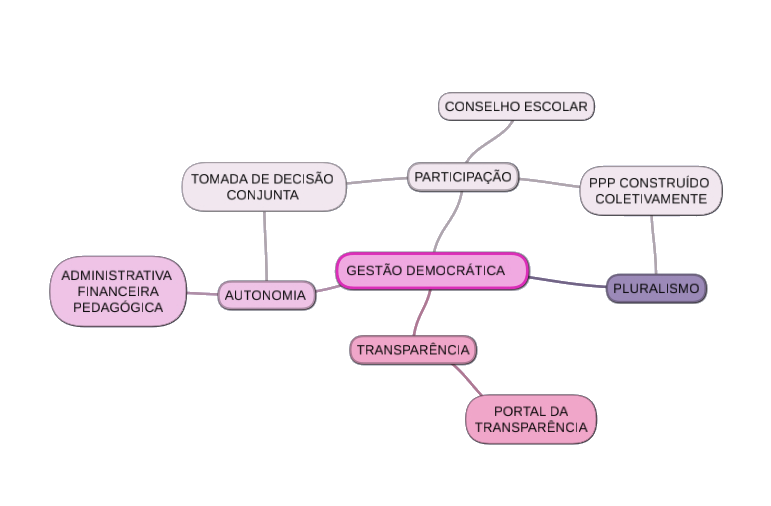 CONSELHO ESCOLAR
TOMADA DE DECISÃO
CONJUNTA
PARTICIPAÇÃO
PPP CONSTRUÍDO
COLETIVAMENTE
ADMINISTRATIVA
FINANCEIRA
PEDAGÓGICA
AUTONOMIA
GESTÃO DEMOCRÁTICA
PLURALISMO
TRANSPARÊNCIA
PORTAL DA
TRANSPARÊNCIA